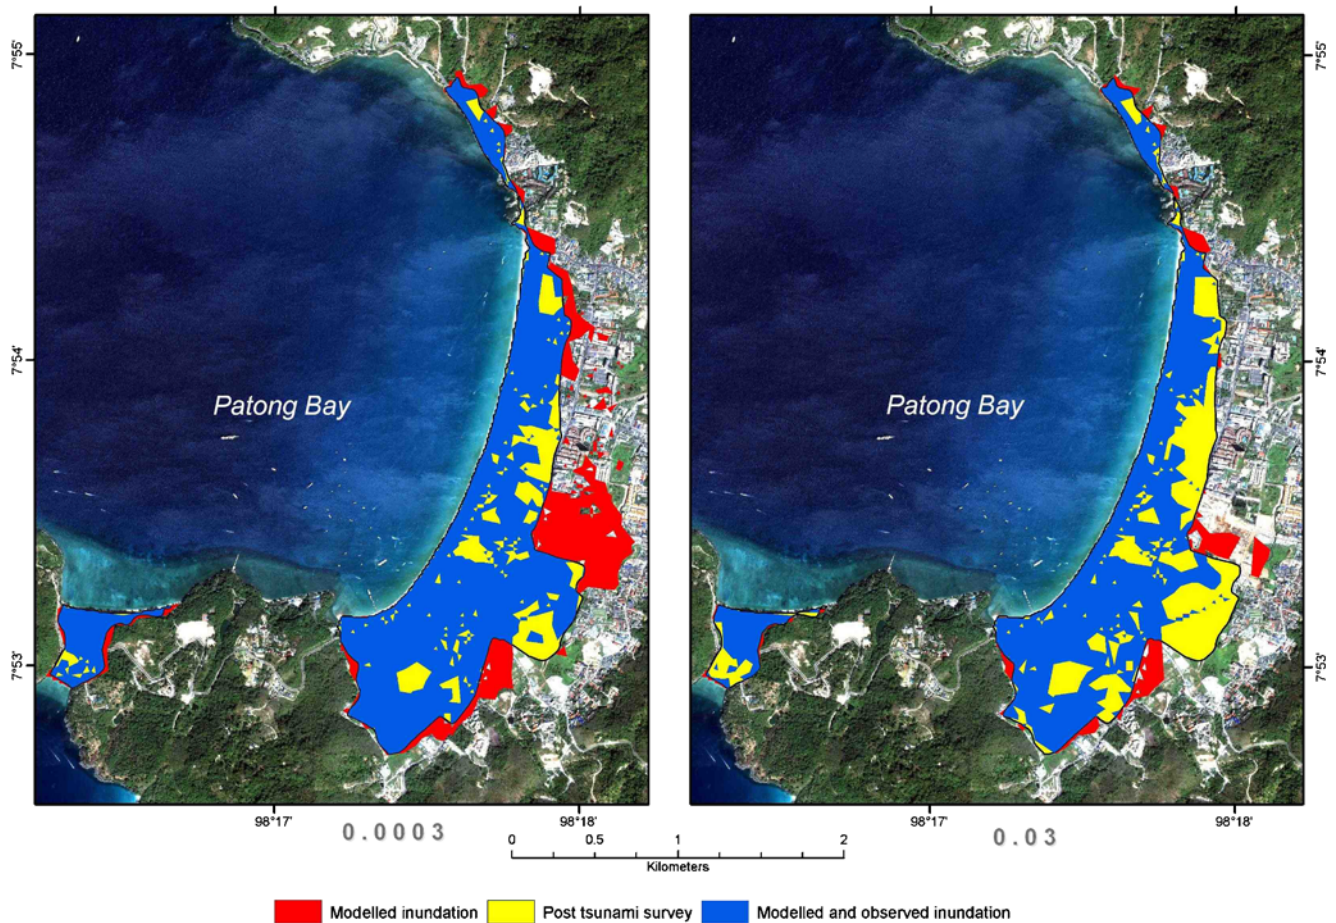 7°55'
7°55'
7°54'
7°54'
Patong Bay
Patong Bay
7°53'
7°53'
98°17'
98°18'
98°17'
98°18'
0.0003
0.03
0 0.5 1 2
Kilometers
Modelled inundation
Post tsunami survey
Modelled and observed inundation